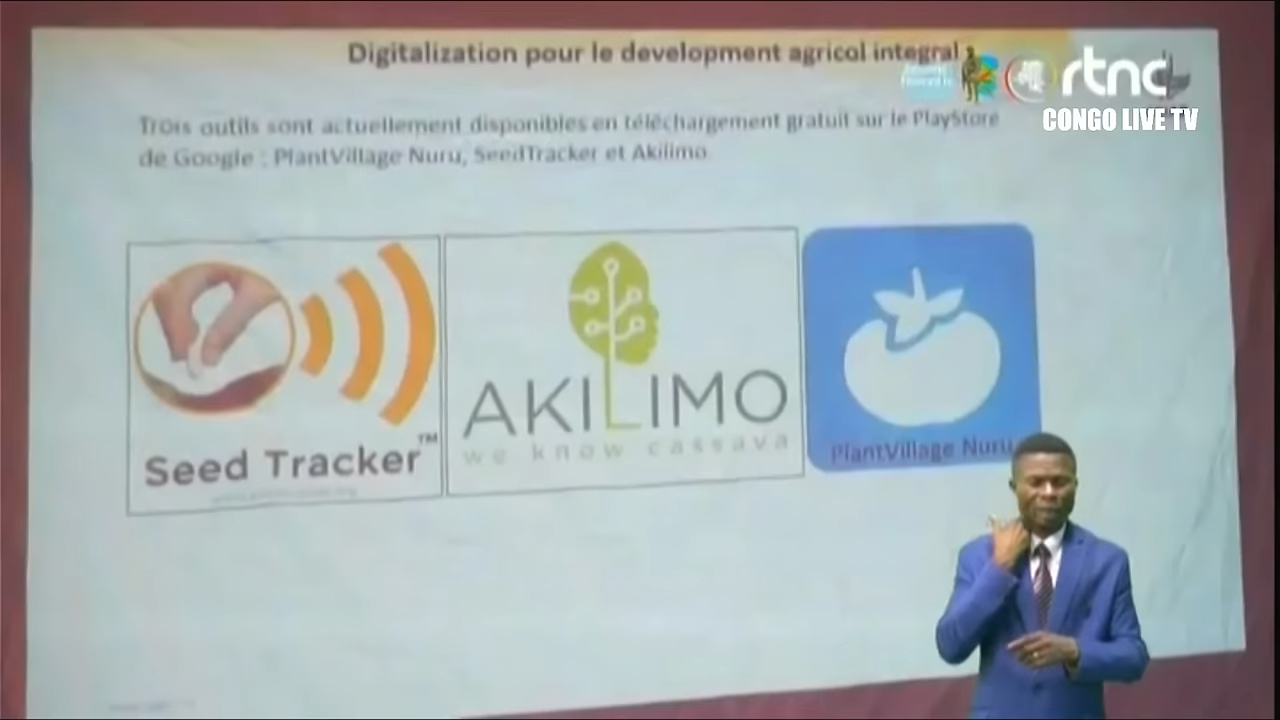 Digitalization pour le development agricol integral
rtnc
CONGO LIVE TV
Trois outils sont actuellement disponibles en téléchargement gratuit sur le PlayStore
de Google : PlantVillage Nuru, SeedTracker et Akilimo
Seed Tracker™
AKILIMO
we know cassava
PlantVillage Nuru